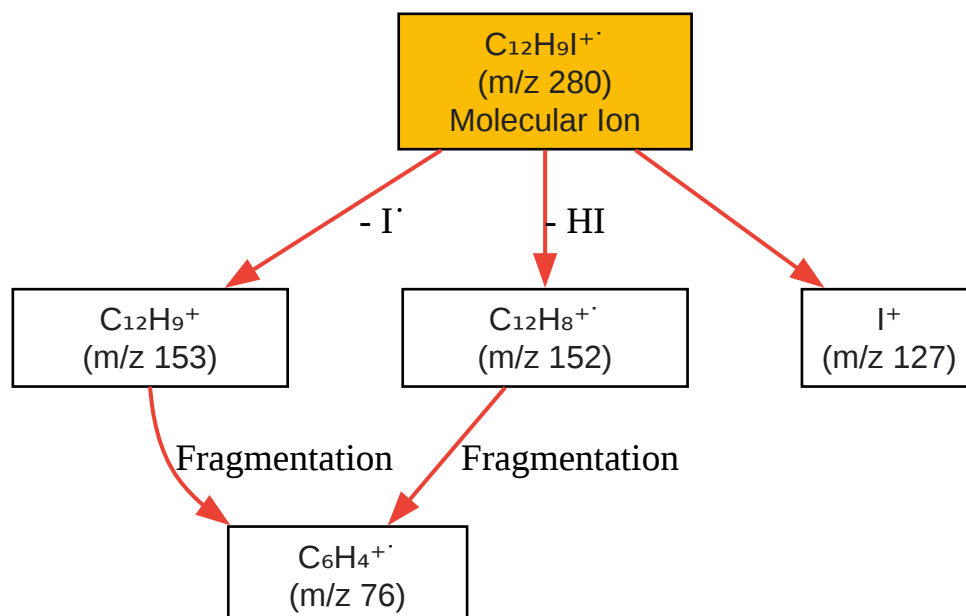 C₁₂H₉I⁺˙
(m/z 280)
Molecular Ion
- I˙
- HI
C₁₂H₉⁺
(m/z 153)
C₁₂H₈⁺˙
(m/z 152)
I⁺
(m/z 127)
Fragmentation
Fragmentation
C₆H₄⁺˙
(m/z 76)